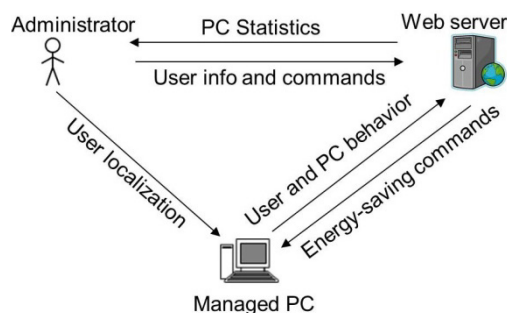 Administrator
Web server
PC Statistics
User info and commands
User localization
User and PC behavior
Energy-saving commands
Managed PC